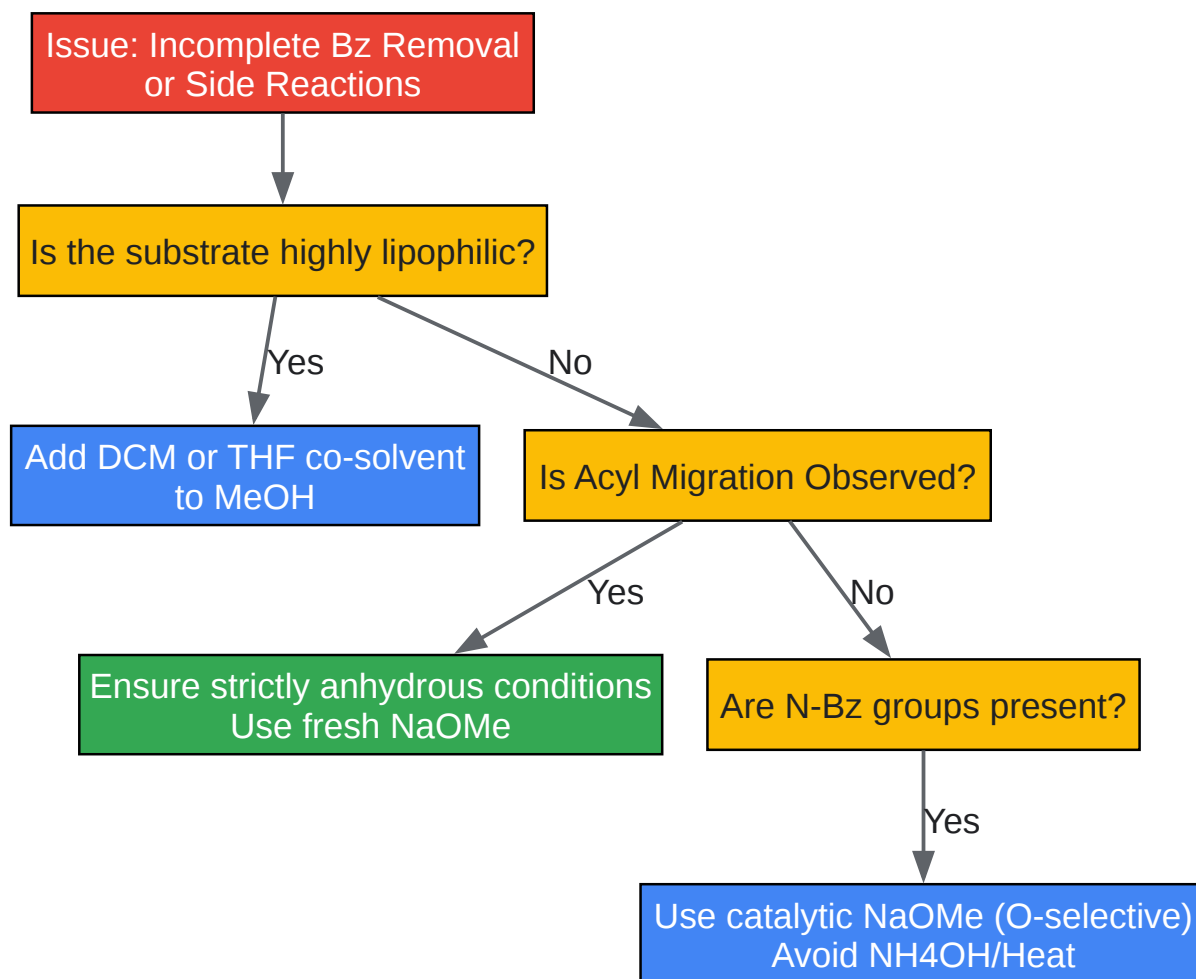 Issue: Incomplete Bz Removal
or Side Reactions
Is the substrate highly lipophilic?
Yes
No
Add DCM or THF co-solvent
to MeOH
Is Acyl Migration Observed?
Yes
No
Ensure strictly anhydrous conditions
Use fresh NaOMe
Are N-Bz groups present?
Yes
Use catalytic NaOMe (O-selective)
Avoid NH4OH/Heat